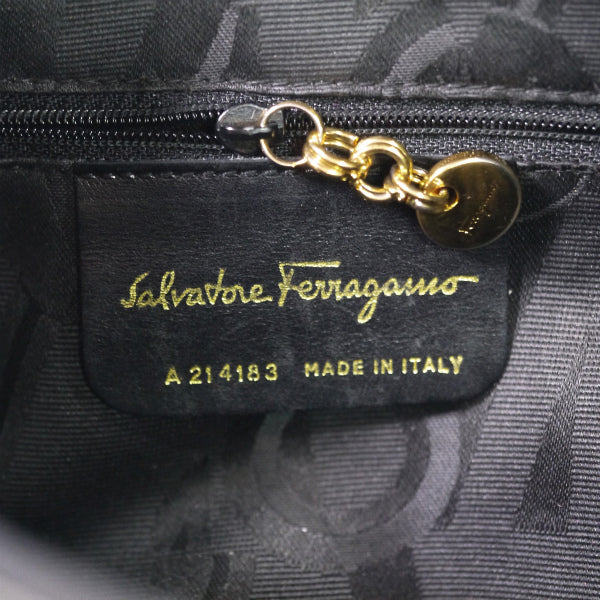 Salvatore Ferragamo
A 214183 MADE IN ITALY